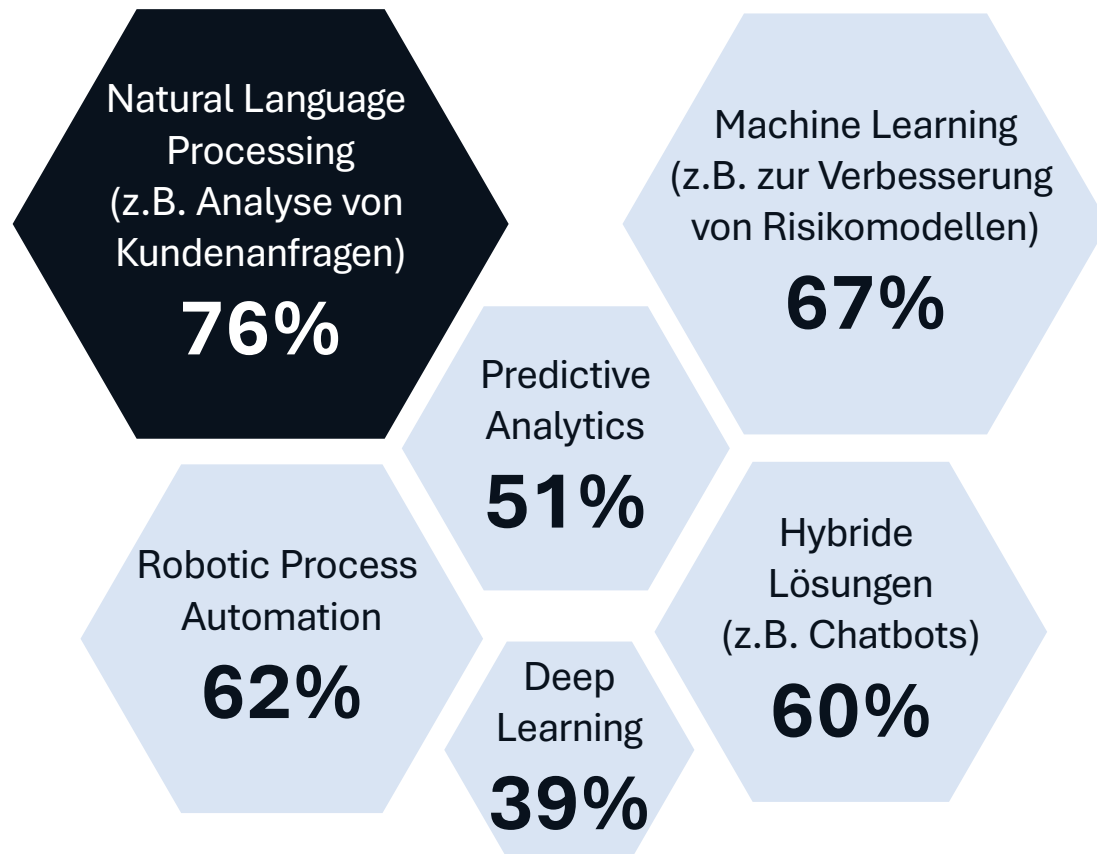 Natural Language
Processing
(z.B. Analyse von
Kundenanfragen)
76%
Machine Learning
(z.B. zur Verbesserung
von Risikomodellen)
67%
Predictive
Analytics
51%
Robotic Process
Automation
62%
Hybride
Lösungen
(z.B. Chatbots)
60%
Deep
Learning
39%